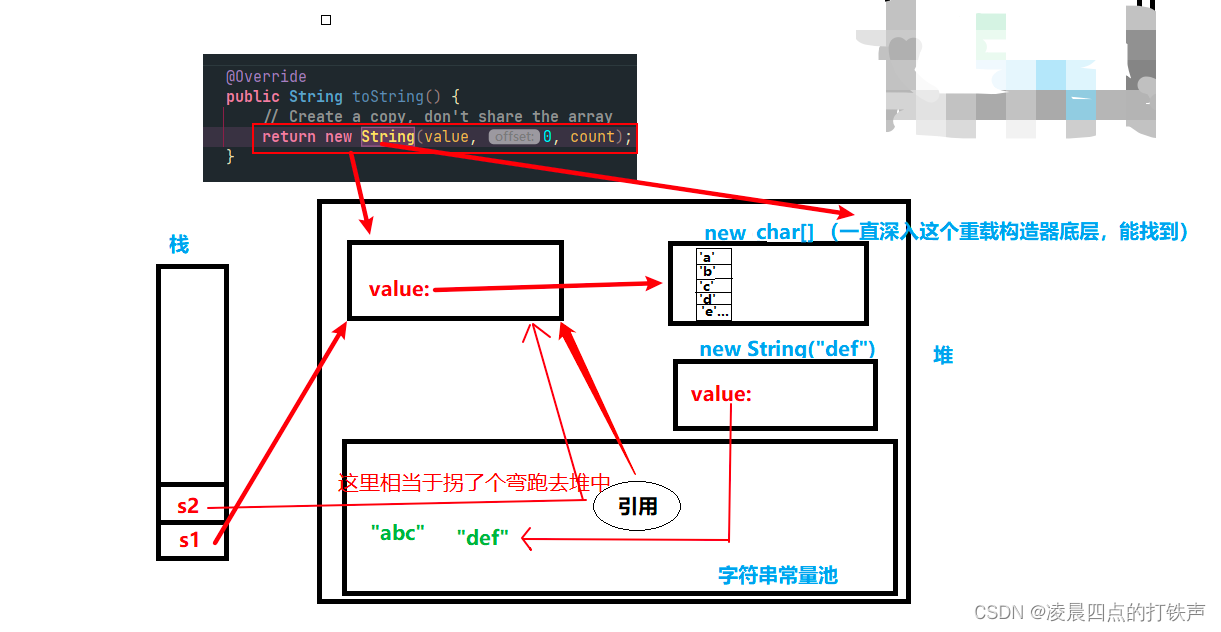 @Override
public String toString() {
// Create a copy, don't share the array
return new String(value, offset: 0, count);
}
栈
new char[] （一直深入这个重载构造器底层，能找到）
value:
'a'
'b'
'c'
'd'
'e'...
new String("def")
堆
value:
这里相当于拐了个弯跑去堆中
s2
引用
"abc"
"def"
s1
字符串常量池
CSDN @凌晨四点的打铁声